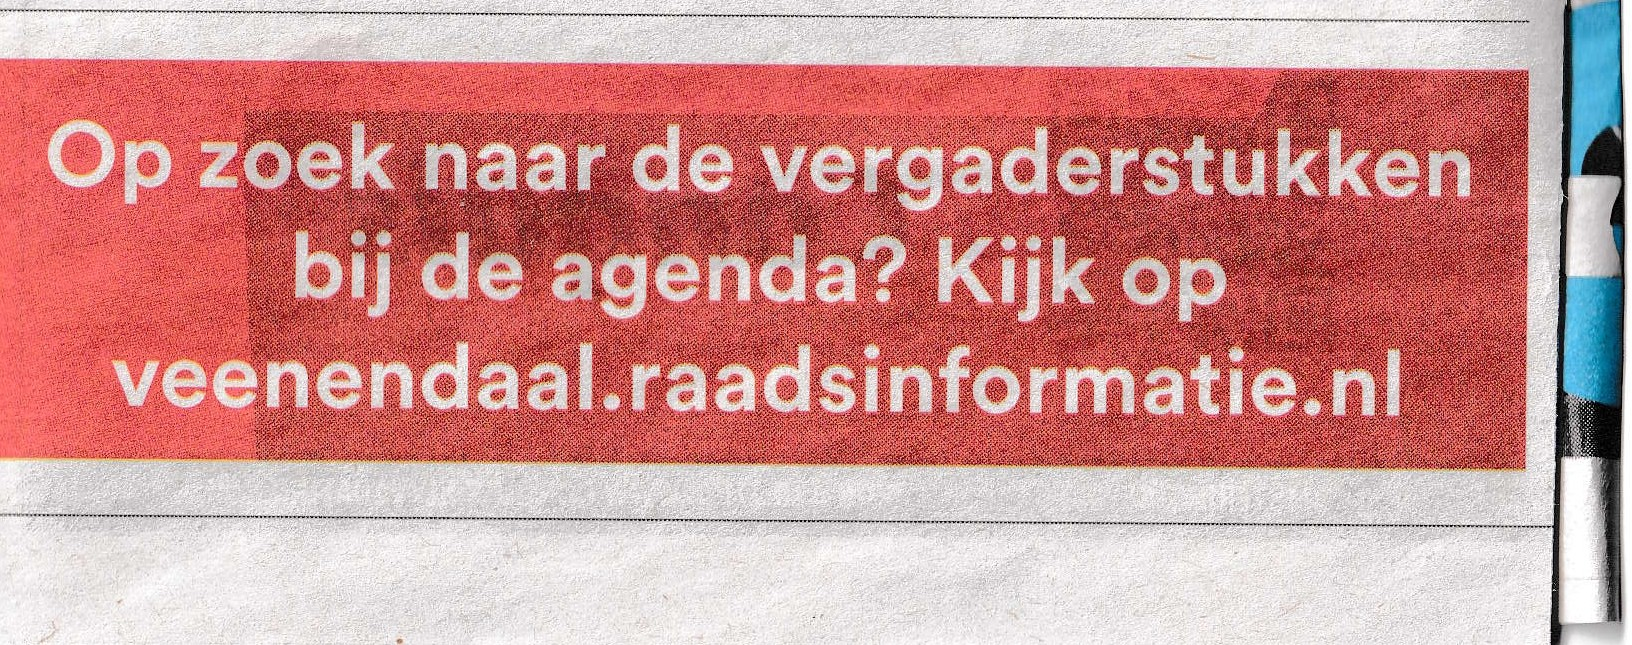 Op zoek naar de vergaderstukken
bij de agenda? Kijk op
veenendaal.raadsinformatie.nl